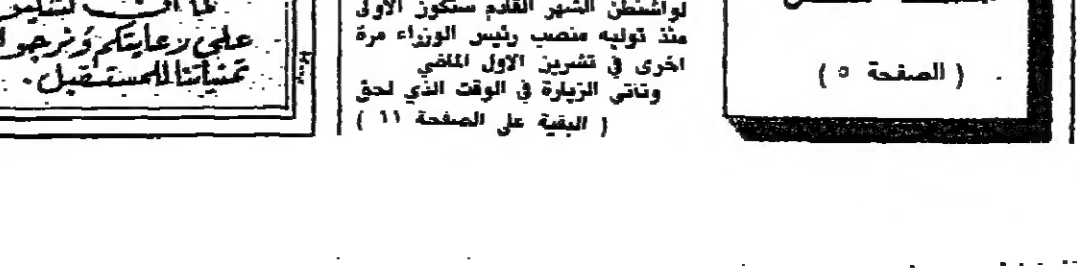 ( الصفحة ٥ )
لواشنطن الشهر القادم ستكون الاولى
منذ توليه منصب رئيس الوزراء مرة
اخرى في تشرين الاول الماضي
وتاتي الزيارة في الوقت الذي لحق
( البقية على الصفحة ١١ )
على رعايتكم ونرجو
تمنياتنا للمستقبل .